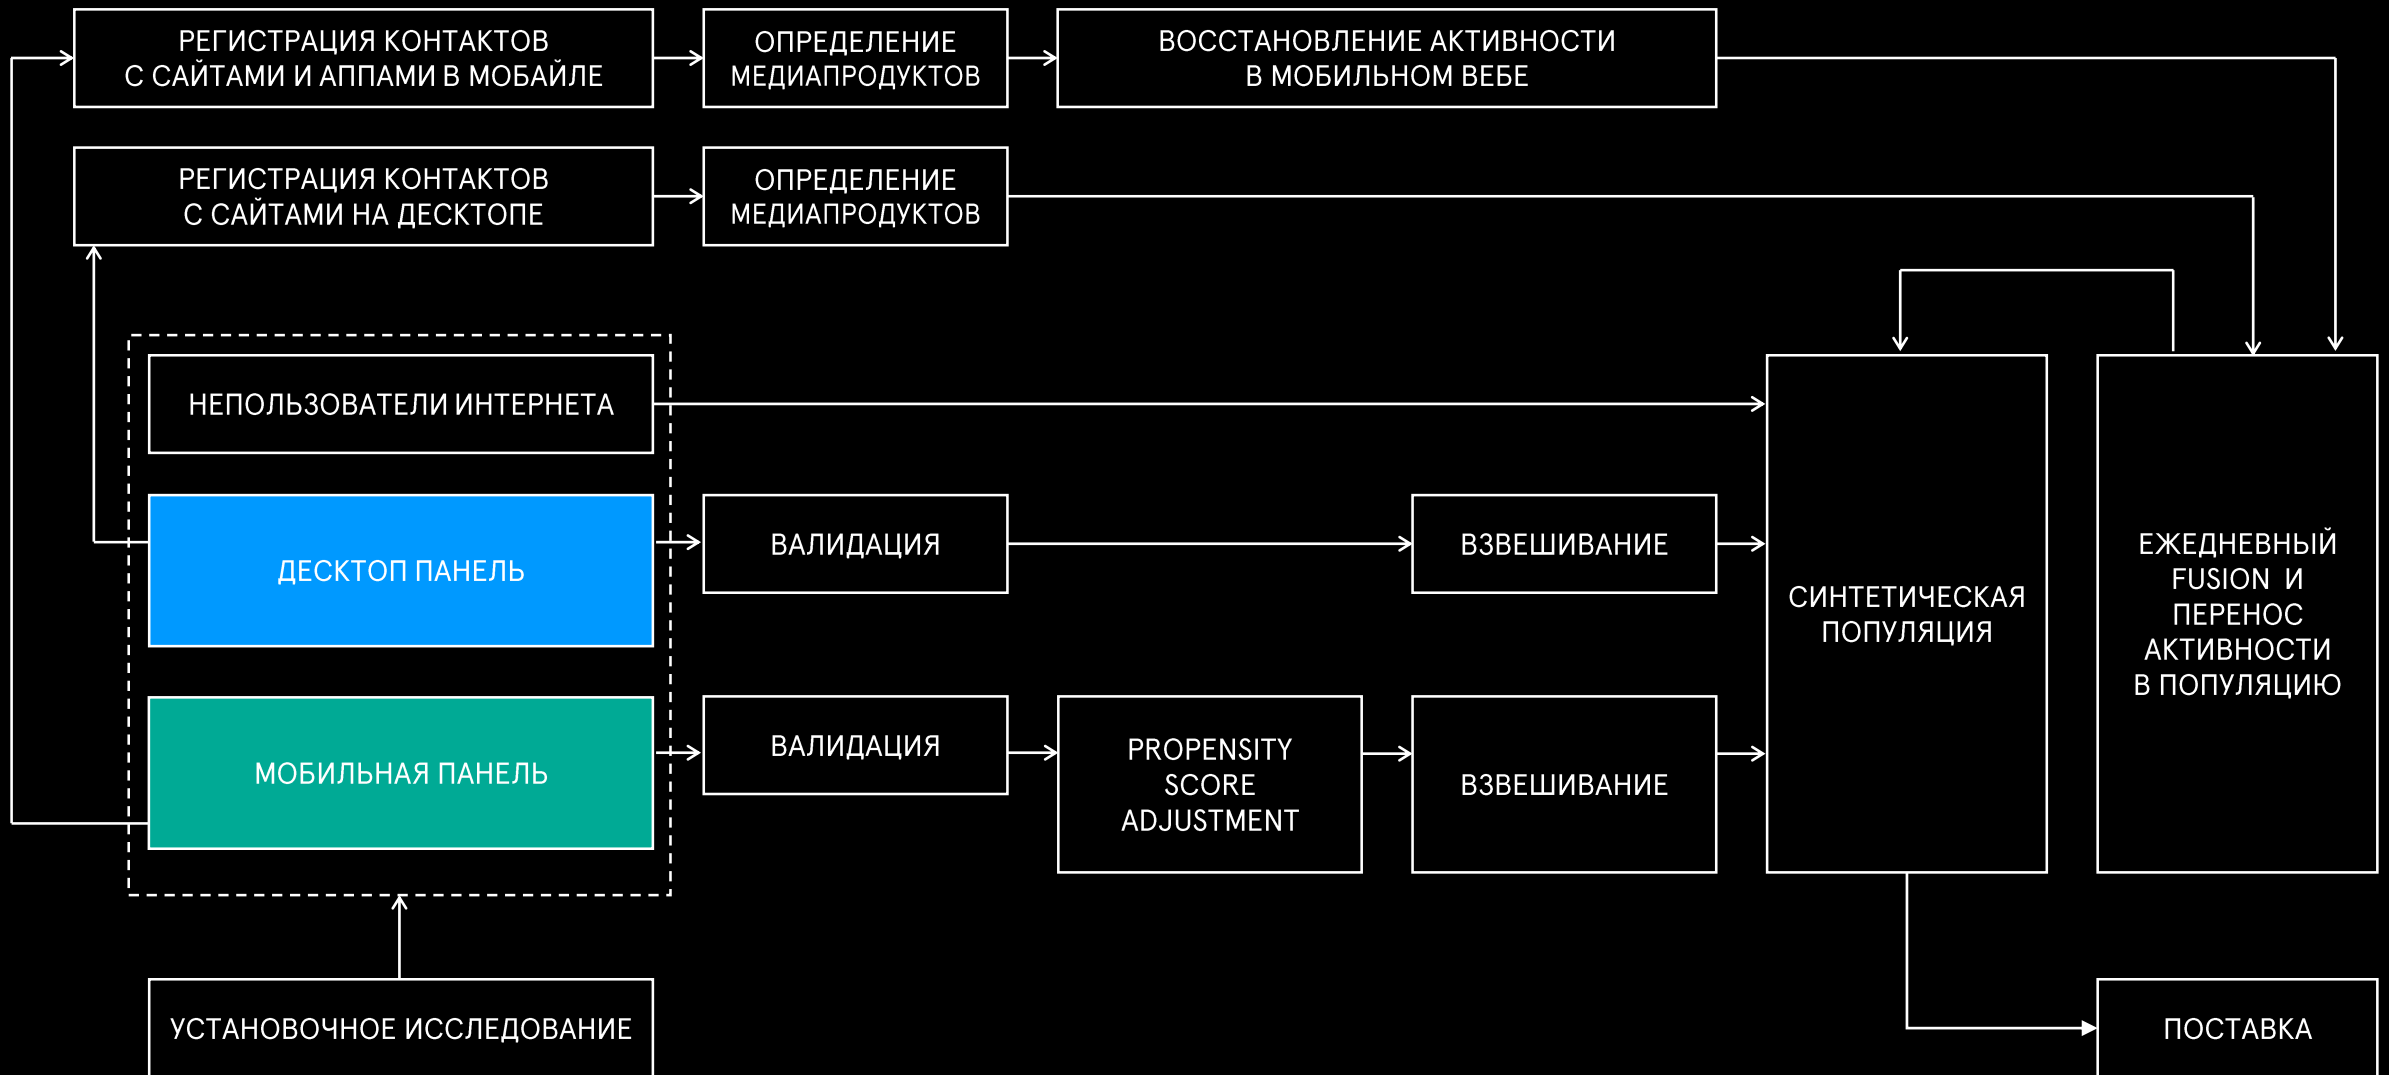 РЕГИСТРАЦИЯ КОНТАКТОВ
С САЙТАМИ И АППАМИ В МОБАЙЛЕ
ОПРЕДЕЛЕНИЕ
МЕДИАПРОДУКТОВ
ВОССТАНОВЛЕНИЕ АКТИВНОСТИ
В МОБИЛЬНОМ ВЕБЕ
РЕГИСТРАЦИЯ КОНТАКТОВ
С САЙТАМИ НА ДЕСКТОПЕ
ОПРЕДЕЛЕНИЕ
МЕДИАПРОДУКТОВ
НЕПОЛЬЗОВАТЕЛИ ИНТЕРНЕТА
ДЕСКТОП ПАНЕЛЬ
ВАЛИДАЦИЯ
ВЗВЕШИВАНИЕ
МОБИЛЬНАЯ ПАНЕЛЬ
ВАЛИДАЦИЯ
PROPENSITY
SCORE
ADJUSTMENT
ВЗВЕШИВАНИЕ
СИНТЕТИЧЕСКАЯ
ПОПУЛЯЦИЯ
ЕЖЕДНЕВНЫЙ
FUSION И
ПЕРЕНОС
АКТИВНОСТИ
В ПОПУЛЯЦИЮ
УСТАНОВОЧНОЕ ИССЛЕДОВАНИЕ
ПОСТАВКА